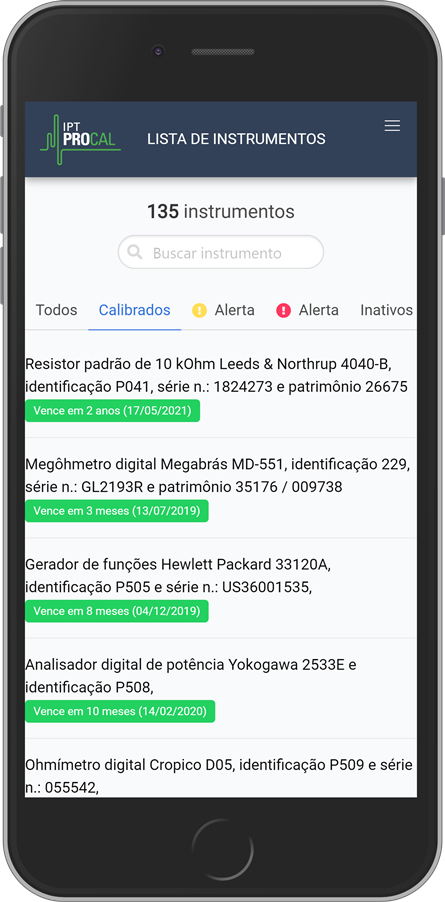 IPT
PROCAL
LISTA DE INSTRUMENTOS
135 instrumentos
Buscar instrumento
Todos Calibrados Alerta Alerta Inativos
Resistor padrão de 10 kOhm Leeds & Northrup 4040-B,
identificação P041, série n.: 1824273 e patrimônio 26675
Vence em 2 anos (17/05/2021)
Megôhmetro digital Megabrás MD-551, identificação 229,
série n.: GL2193R e patrimônio 35176 / 009738
Vence em 3 meses (13/07/2019)
Gerador de funções Hewlett Packard 33120A,
identificação P505 e série n.: US36001535,
Vence em 8 meses (04/12/2019)
Analisador digital de potência Yokogawa 2533E e
identificação P508,
Vence em 10 meses (14/02/2020)
Ohmímetro digital Cropico D05, identificação P509 e série
n.: 055542,